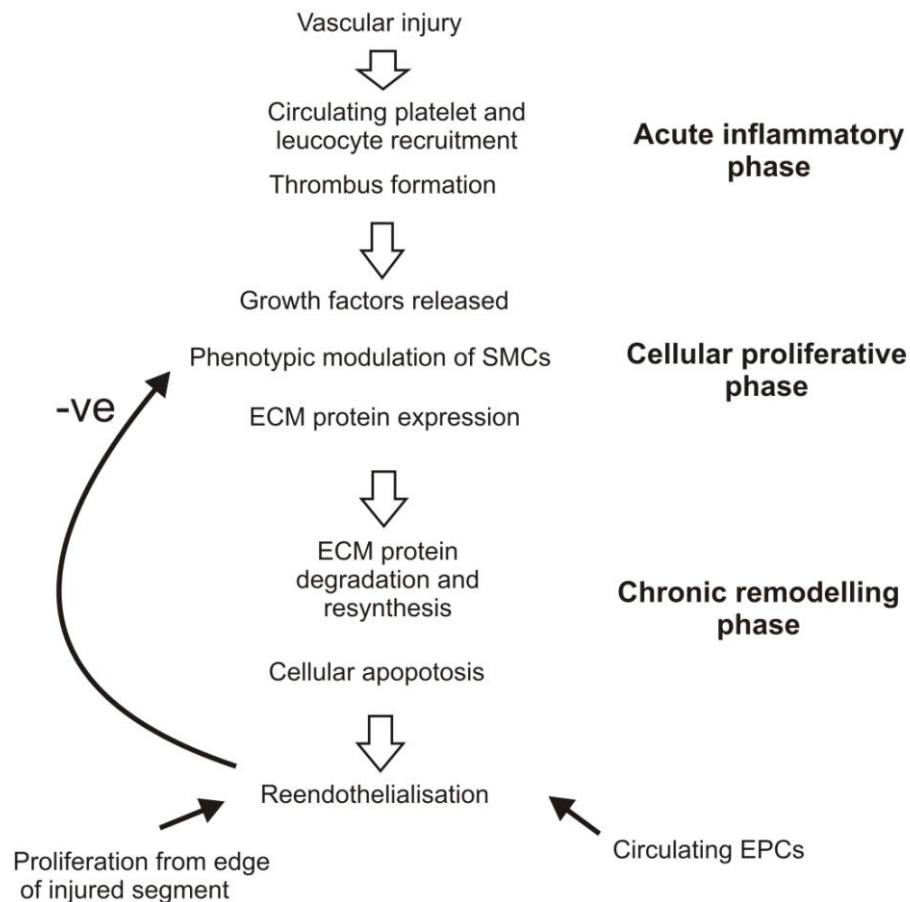 Vascular injury
Circulating platelet and
leucocyte recruitment
Thrombus formation
Acute inflammatory
phase
Growth factors released
Phenotypic modulation of SMCs
ECM protein expression
Cellular proliferative
phase
-ve
ECM protein
degradation and
resynthesis
Cellular apopotosis
Chronic remodelling
phase
Reendothelialisation
Proliferation from edge
of injured segment
Circulating EPCs